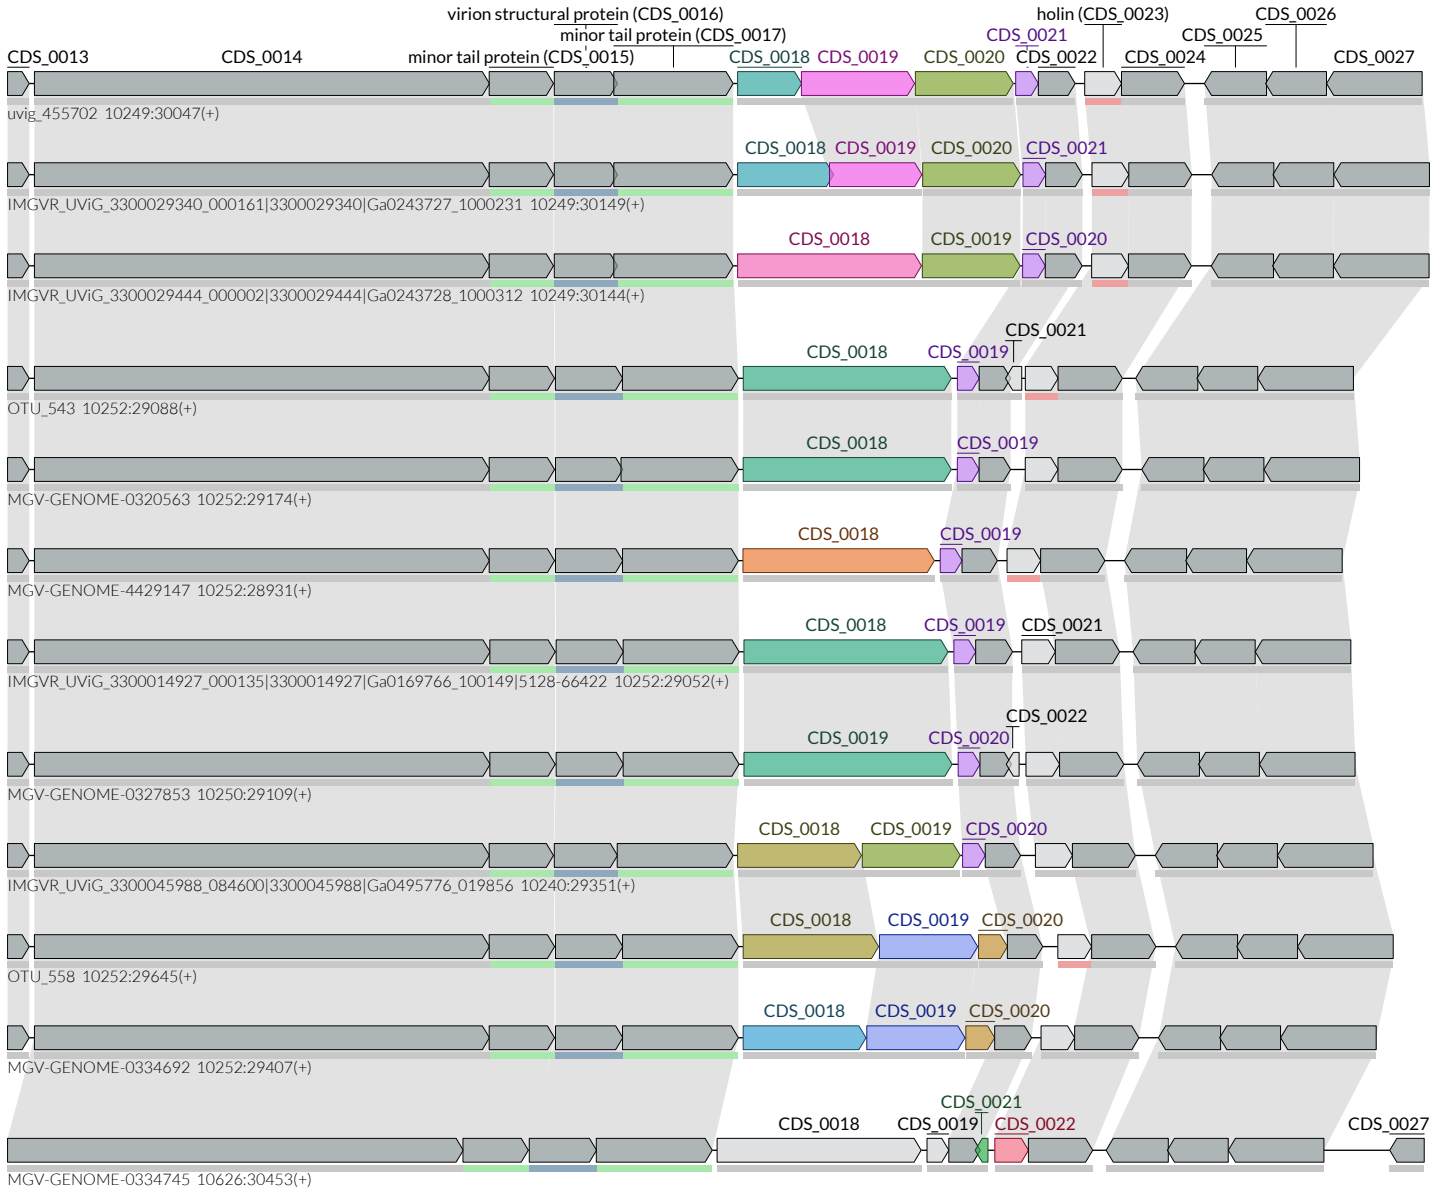 virion structural protein (CDS_0016)
holin (CDS_0023)
CDS_0026
minor tail protein (CDS_0017)
CDS_0021
CDS_0025
CDS_0013
CDS_0014
minor tail protein (CDS_0015)
CDS_0018
CDS_0019
CDS_0020
CDS_0022
CDS_0024
CDS_0027
uvig_455702 10249:30047(+)
CDS_0018
CDS_0019
CDS_0020
CDS_0021
IMGVR_UViG_3300029340_000161|3300029340|Ga0243727_1000231 10249:30149(+)
CDS_0018
CDS_0019
CDS_0020
IMGVR_UViG_3300029444_000002|3300029444|Ga0243728_1000312 10249:30144(+)
CDS_0021
CDS_0018
CDS_0019
OTU_543 10252:29088(+)
CDS_0018
CDS_0019
MGV-GENOME-0320563 10252:29174(+)
CDS_0018
CDS_0019
MGV-GENOME-4429147 10252:28931(+)
CDS_0018
CDS_0019
CDS_0021
IMGVR_UViG_3300014927_000135|3300014927|Ga0169766_100149|5128-66422 10252:29052(+)
CDS_0022
CDS_0019
CDS_0020
MGV-GENOME-0327853 10250:29109(+)
CDS_0018
CDS_0019
CDS_0020
IMGVR_UViG_3300045988_084600|3300045988|Ga0495776_019856 10240:29351(+)
CDS_0018
CDS_0019
CDS_0020
OTU_558 10252:29645(+)
CDS_0018
CDS_0019
CDS_0020
MGV-GENOME-0334692 10252:29407(+)
CDS_0021
CDS_0018
CDS_0019
CDS_0022
CDS_0027
MGV-GENOME-0334745 10626:30453(+)